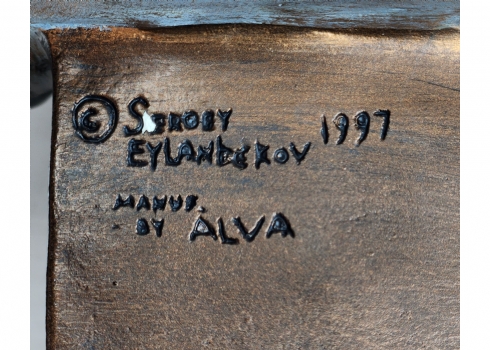 © SERGEY 1997
EYLANBEKOV
MANUF.
BY ALVA